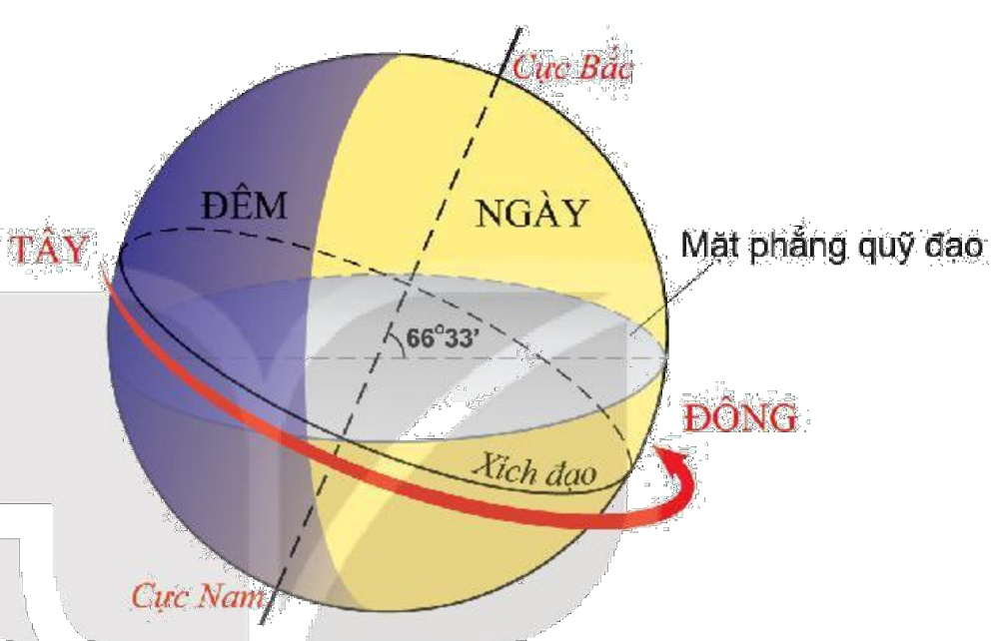 Cực Bắc
ĐÊM
NGÀY
TÂY
Mặt phẳng quỹ đạo
66°33'
ĐÔNG
Xích đạo
Cực Nam